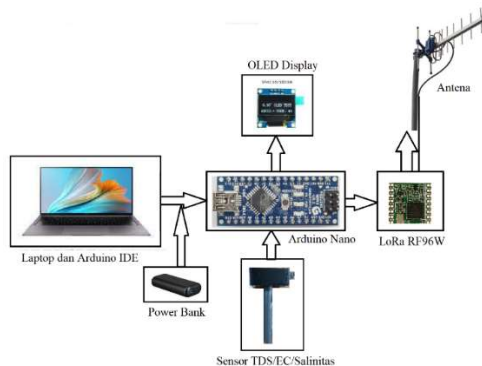 OLED Display
Antena
Laptop dan Arduino IDE
Arduino Nano
LoRa RF96W
Power Bank
Sensor TDS/EC/Salinitas